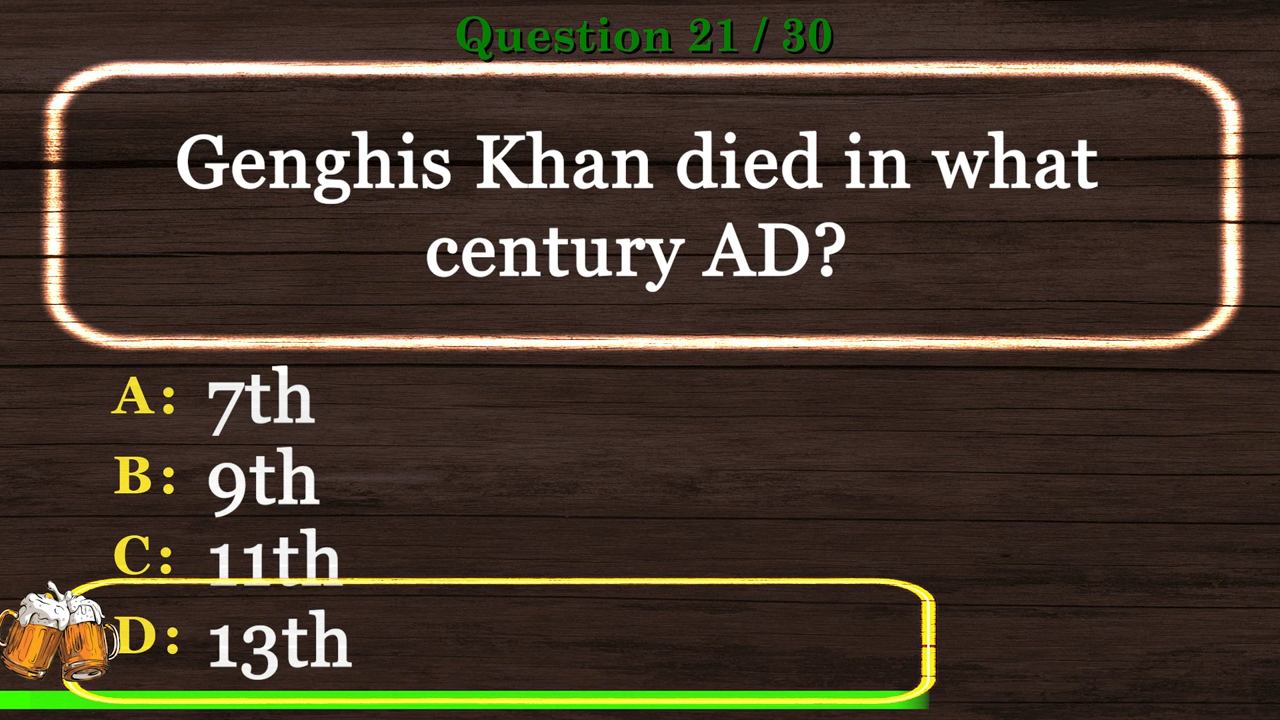 Question 21 / 30
Genghis Khan died in what
century AD?
A: 7th
B: 9th
C: 11th
D: 13th